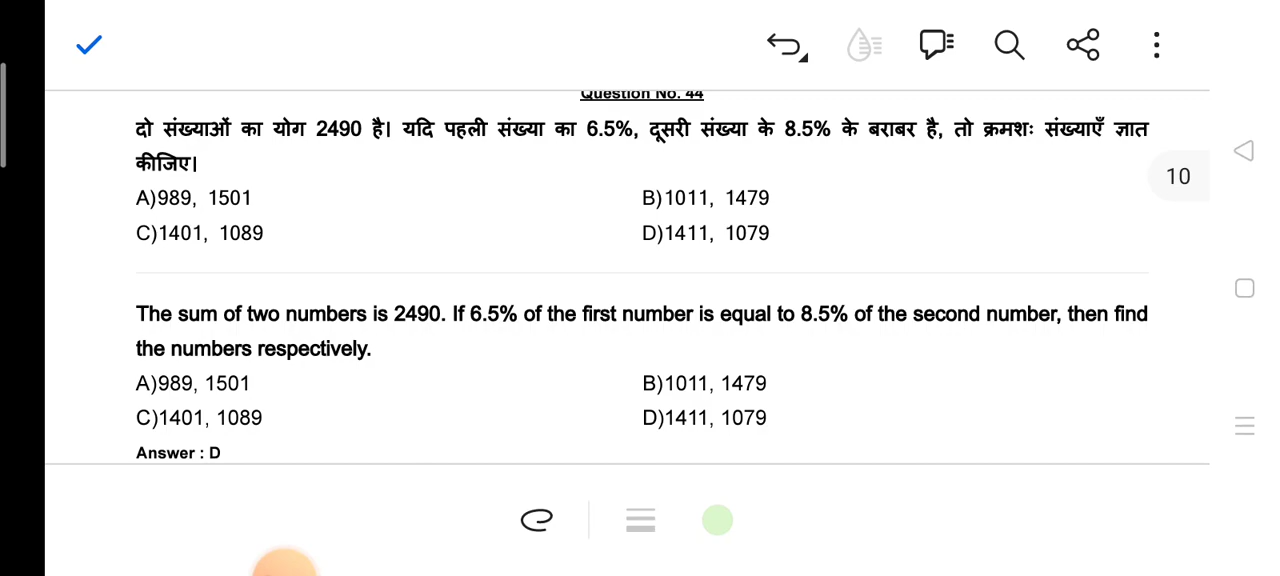 Question No. 44
दो संख्याओं का योग 2490 है। यदि पहली संख्या का 6.5%, दूसरी संख्या के 8.5% के बराबर है, तो क्रमशः संख्याएँ ज्ञात
कीजिए।
10
A)989, 1501 B)1011, 1479
C)1401, 1089 D)1411, 1079
The sum of two numbers is 2490. If 6.5% of the first number is equal to 8.5% of the second number, then find
the numbers respectively.
A)989, 1501 B)1011, 1479
C)1401, 1089 D)1411, 1079
Answer : D